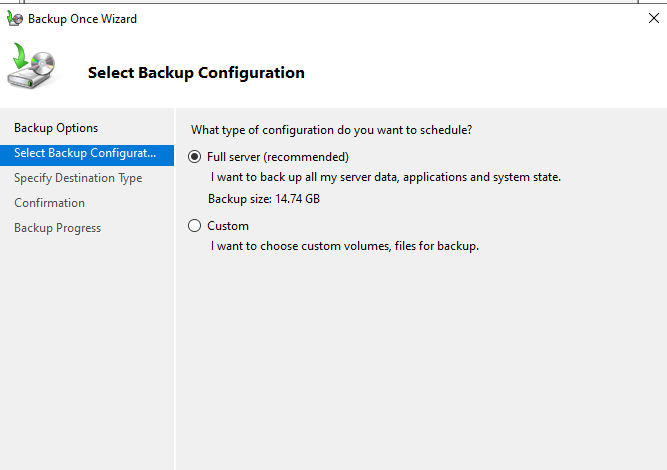 Backup Once Wizard
Select Backup Configuration
Backup Options
Select Backup Configurat...
Specify Destination Type
Confirmation
Backup Progress
What type of configuration do you want to schedule?
Full server (recommended)
I want to back up all my server data, applications and system state.
Backup size: 14.74 GB
Custom
I want to choose custom volumes, files for backup.